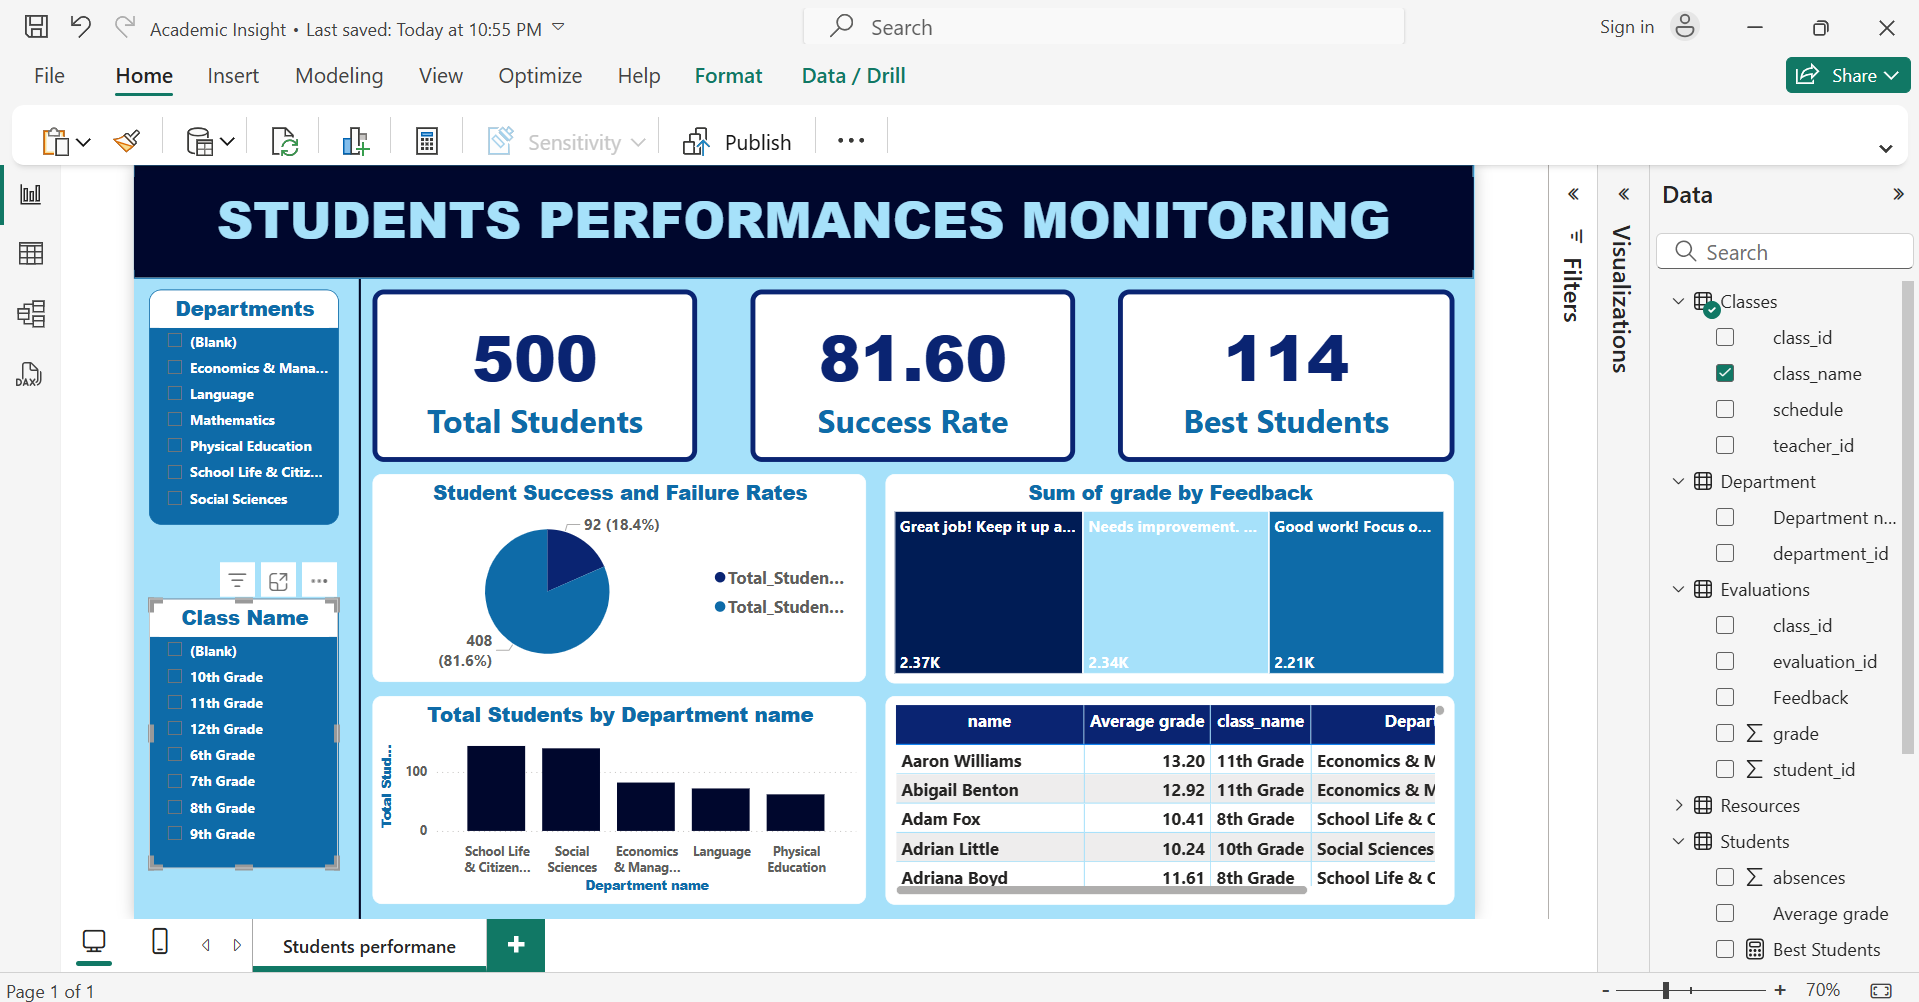 Academic Insight • Last saved: Today at 10:55 PM
Search
Sign in
File
Home
Insert
Modeling
View
Optimize
Help
Format
Data / Drill
Share
Sensitivity
Publish
STUDENTS PERFORMANCES MONITORING
Departments
(Blank)
Economics & Mana...
Language
Mathematics
Physical Education
School Life & Citiz...
Social Sciences
Class Name
(Blank)
10th Grade
11th Grade
12th Grade
6th Grade
7th Grade
8th Grade
9th Grade
500
Total Students
81.60
Success Rate
114
Best Students
Student Success and Failure Rates
92 (18.4%)
408
(81.6%)
Total_Studen...
Total_Studen...
Sum of grade by Feedback
Great job! Keep it up a...
2.37K
Needs improvement. ...
2.34K
Good work! Focus o...
2.21K
Total Students by Department name
Total Stud...
100
0
School Life
& Citizen...
Social
Sciences
Economics
& Manag...
Language
Physical
Education
Department name
name Average grade class_name Depart
Aaron Williams 13.20 11th Grade Economics & M
Abigail Benton 12.92 11th Grade Economics & M
Adam Fox 10.41 8th Grade School Life & C
Adrian Little 10.24 10th Grade Social Sciences
Adriana Boyd 11.61 8th Grade School Life & C
Filters
Visualizations
Data
Search
Classes
class_id
class_name
schedule
teacher_id
Department
Department n...
department_id
Evaluations
class_id
evaluation_id
Feedback
Σ grade
Σ student_id
Resources
Students
Σ absences
Average grade
Best Students
DAX
Students performane
+
Page 1 of 1
- + 70%